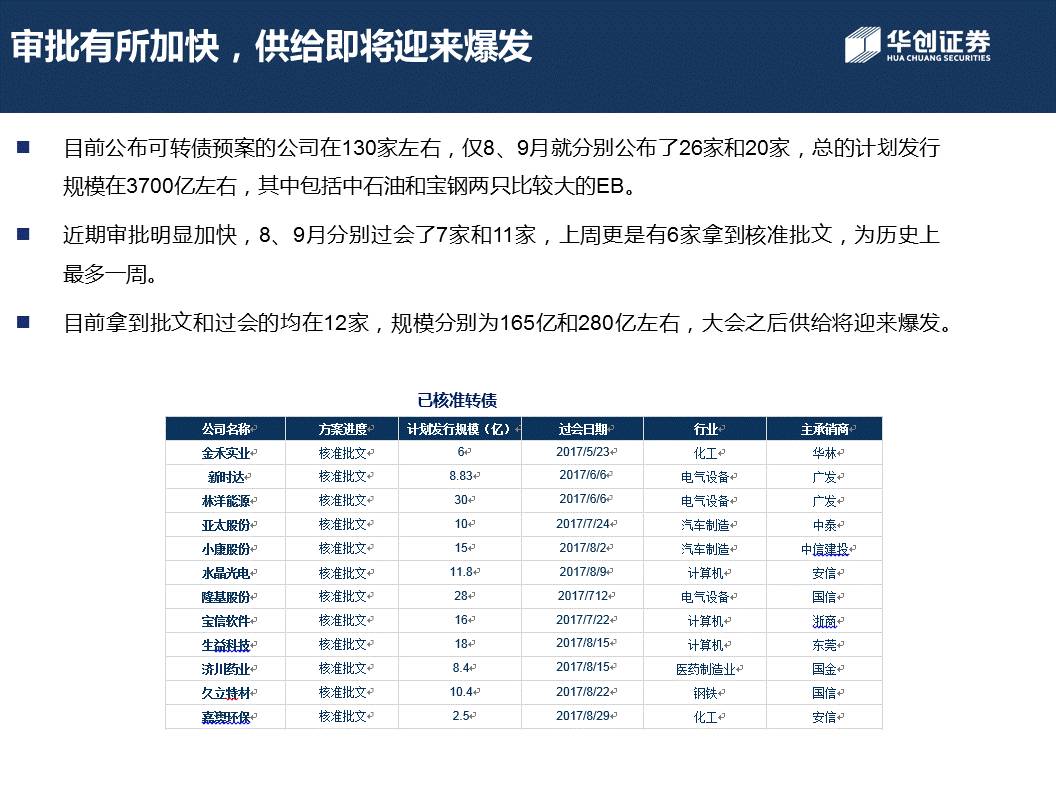 审批有所加快，供给即将迎来爆发
华创证券
HUA CHUANG SECURITIES
目前公布可转债预案的公司在130家左右，仅8、9月就分别公布了26家和20家，总的计划发行
规模在3700亿左右，其中包括中石油和宝钢两只比较大的EB。
近期审批明显加快，8、9月分别过会了7家和11家，上周更是有6家拿到核准批文，为历史上
最多一周。
目前拿到批文和过会的均在12家，规模分别为165亿和280亿左右，大会之后供给将迎来爆发。
已核准转债
公司名称 方案进度 计划发行规模（亿） 过会日期 行业 主承销商
金禾实业 核准批文 6 2017/5/23 化工 华林
新时达 核准批文 8.83 2017/6/6 电气设备 广发
林洋能源 核准批文 30 2017/6/6 电气设备 广发
亚太股份 核准批文 10 2017/7/24 汽车制造 中泰
小康股份 核准批文 15 2017/8/2 汽车制造 中信建投
水晶光电 核准批文 11.8 2017/8/9 计算机 安信
隆基股份 核准批文 28 2017/712 电气设备 国信
宝信软件 核准批文 16 2017/7/22 计算机 浙商
生益科技 核准批文 18 2017/8/15 计算机 东莞
济川药业 核准批文 8.4 2017/8/15 医药制造业 国金
久立特材 核准批文 10.4 2017/8/22 钢铁 国信
嘉澳环保 核准批文 2.5 2017/8/29 化工 安信